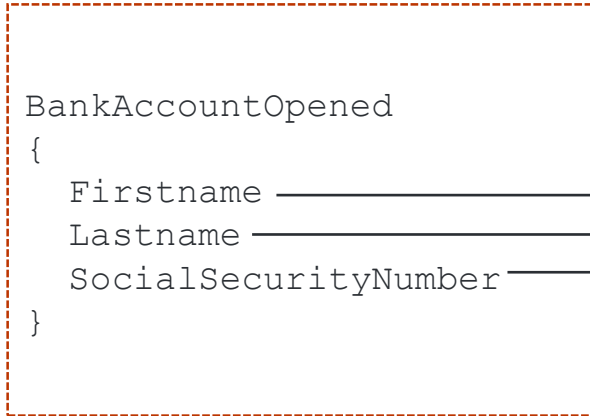 BankAccountOpened
{
Firstname
Lastname
SocialSecurityNumber
}